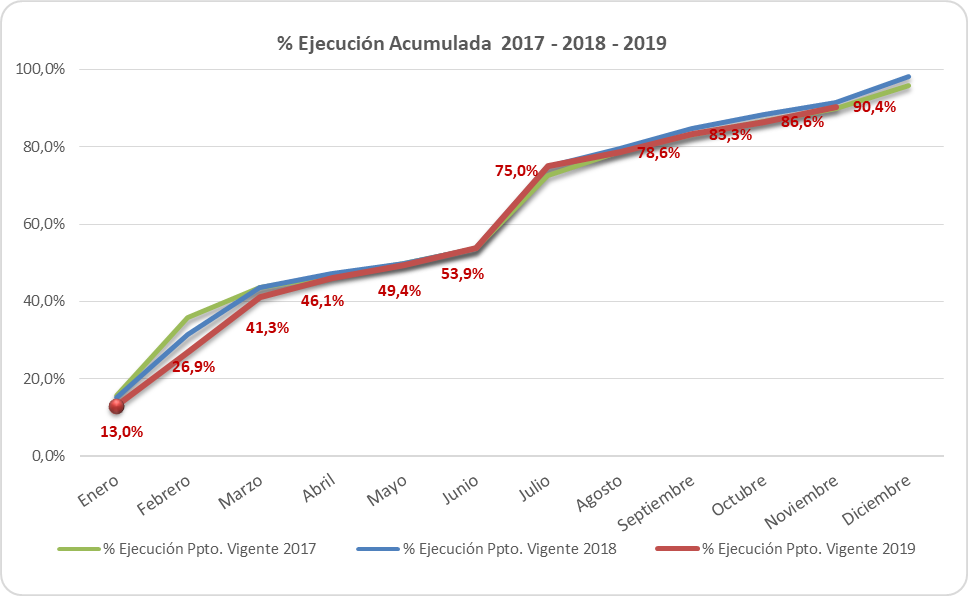 % Ejecución Acumulada 2017 - 2018 - 2019
100,0%
80,0%
60,0%
40,0%
20,0%
0,0%
13,0%
26,9%
41,3%
46,1%
49,4%
53,9%
75,0%
78,6%
83,3%
86,6%
90,4%
Enero
Febrero
Marzo
Abril
Mayo
Junio
Julio
Agosto
Septiembre
Octubre
Noviembre
Diciembre
% Ejecución Ppto. Vigente 2017
% Ejecución Ppto. Vigente 2018
% Ejecución Ppto. Vigente 2019